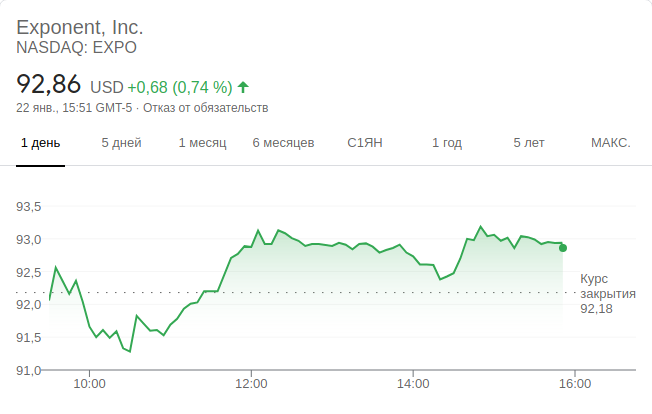 Exponent, Inc.
NASDAQ: EXPO
92,86 USD +0,68 (0,74 %)
22 янв., 15:51 GMT-5 · Отказ от обязательств
1 день 5 дней 1 месяц 6 месяцев С1ЯН 1 год 5 лет МАКС.
93,5
93,0
92,5
92,0
91,5
91,0
Курс
закрытия
92,18
10:00 12:00 14:00 16:00